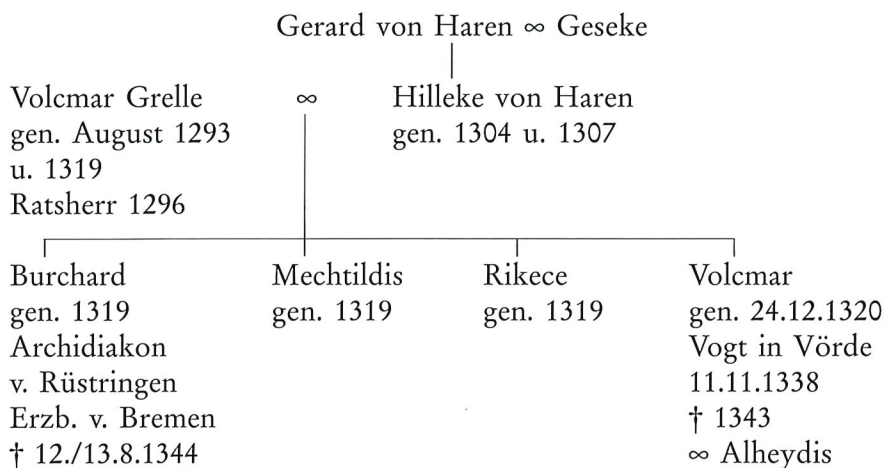 Gerard von Haren ∞ Geseke
Volcmar Grelle ∞ Hilleke von Haren
gen. August 1293 gen. 1304 u. 1307
u. 1319
Ratsherr 1296
Burchard Mechtildis Rikece Volcmar
gen. 1319 gen. 1319 gen. 1319 gen. 24.12.1320
Archidiakon Vogt in Vörde
v. Rüstringen 11.11.1338
Erzb. v. Bremen † 1343
† 12./13.8.1344 ∞ Alheydis